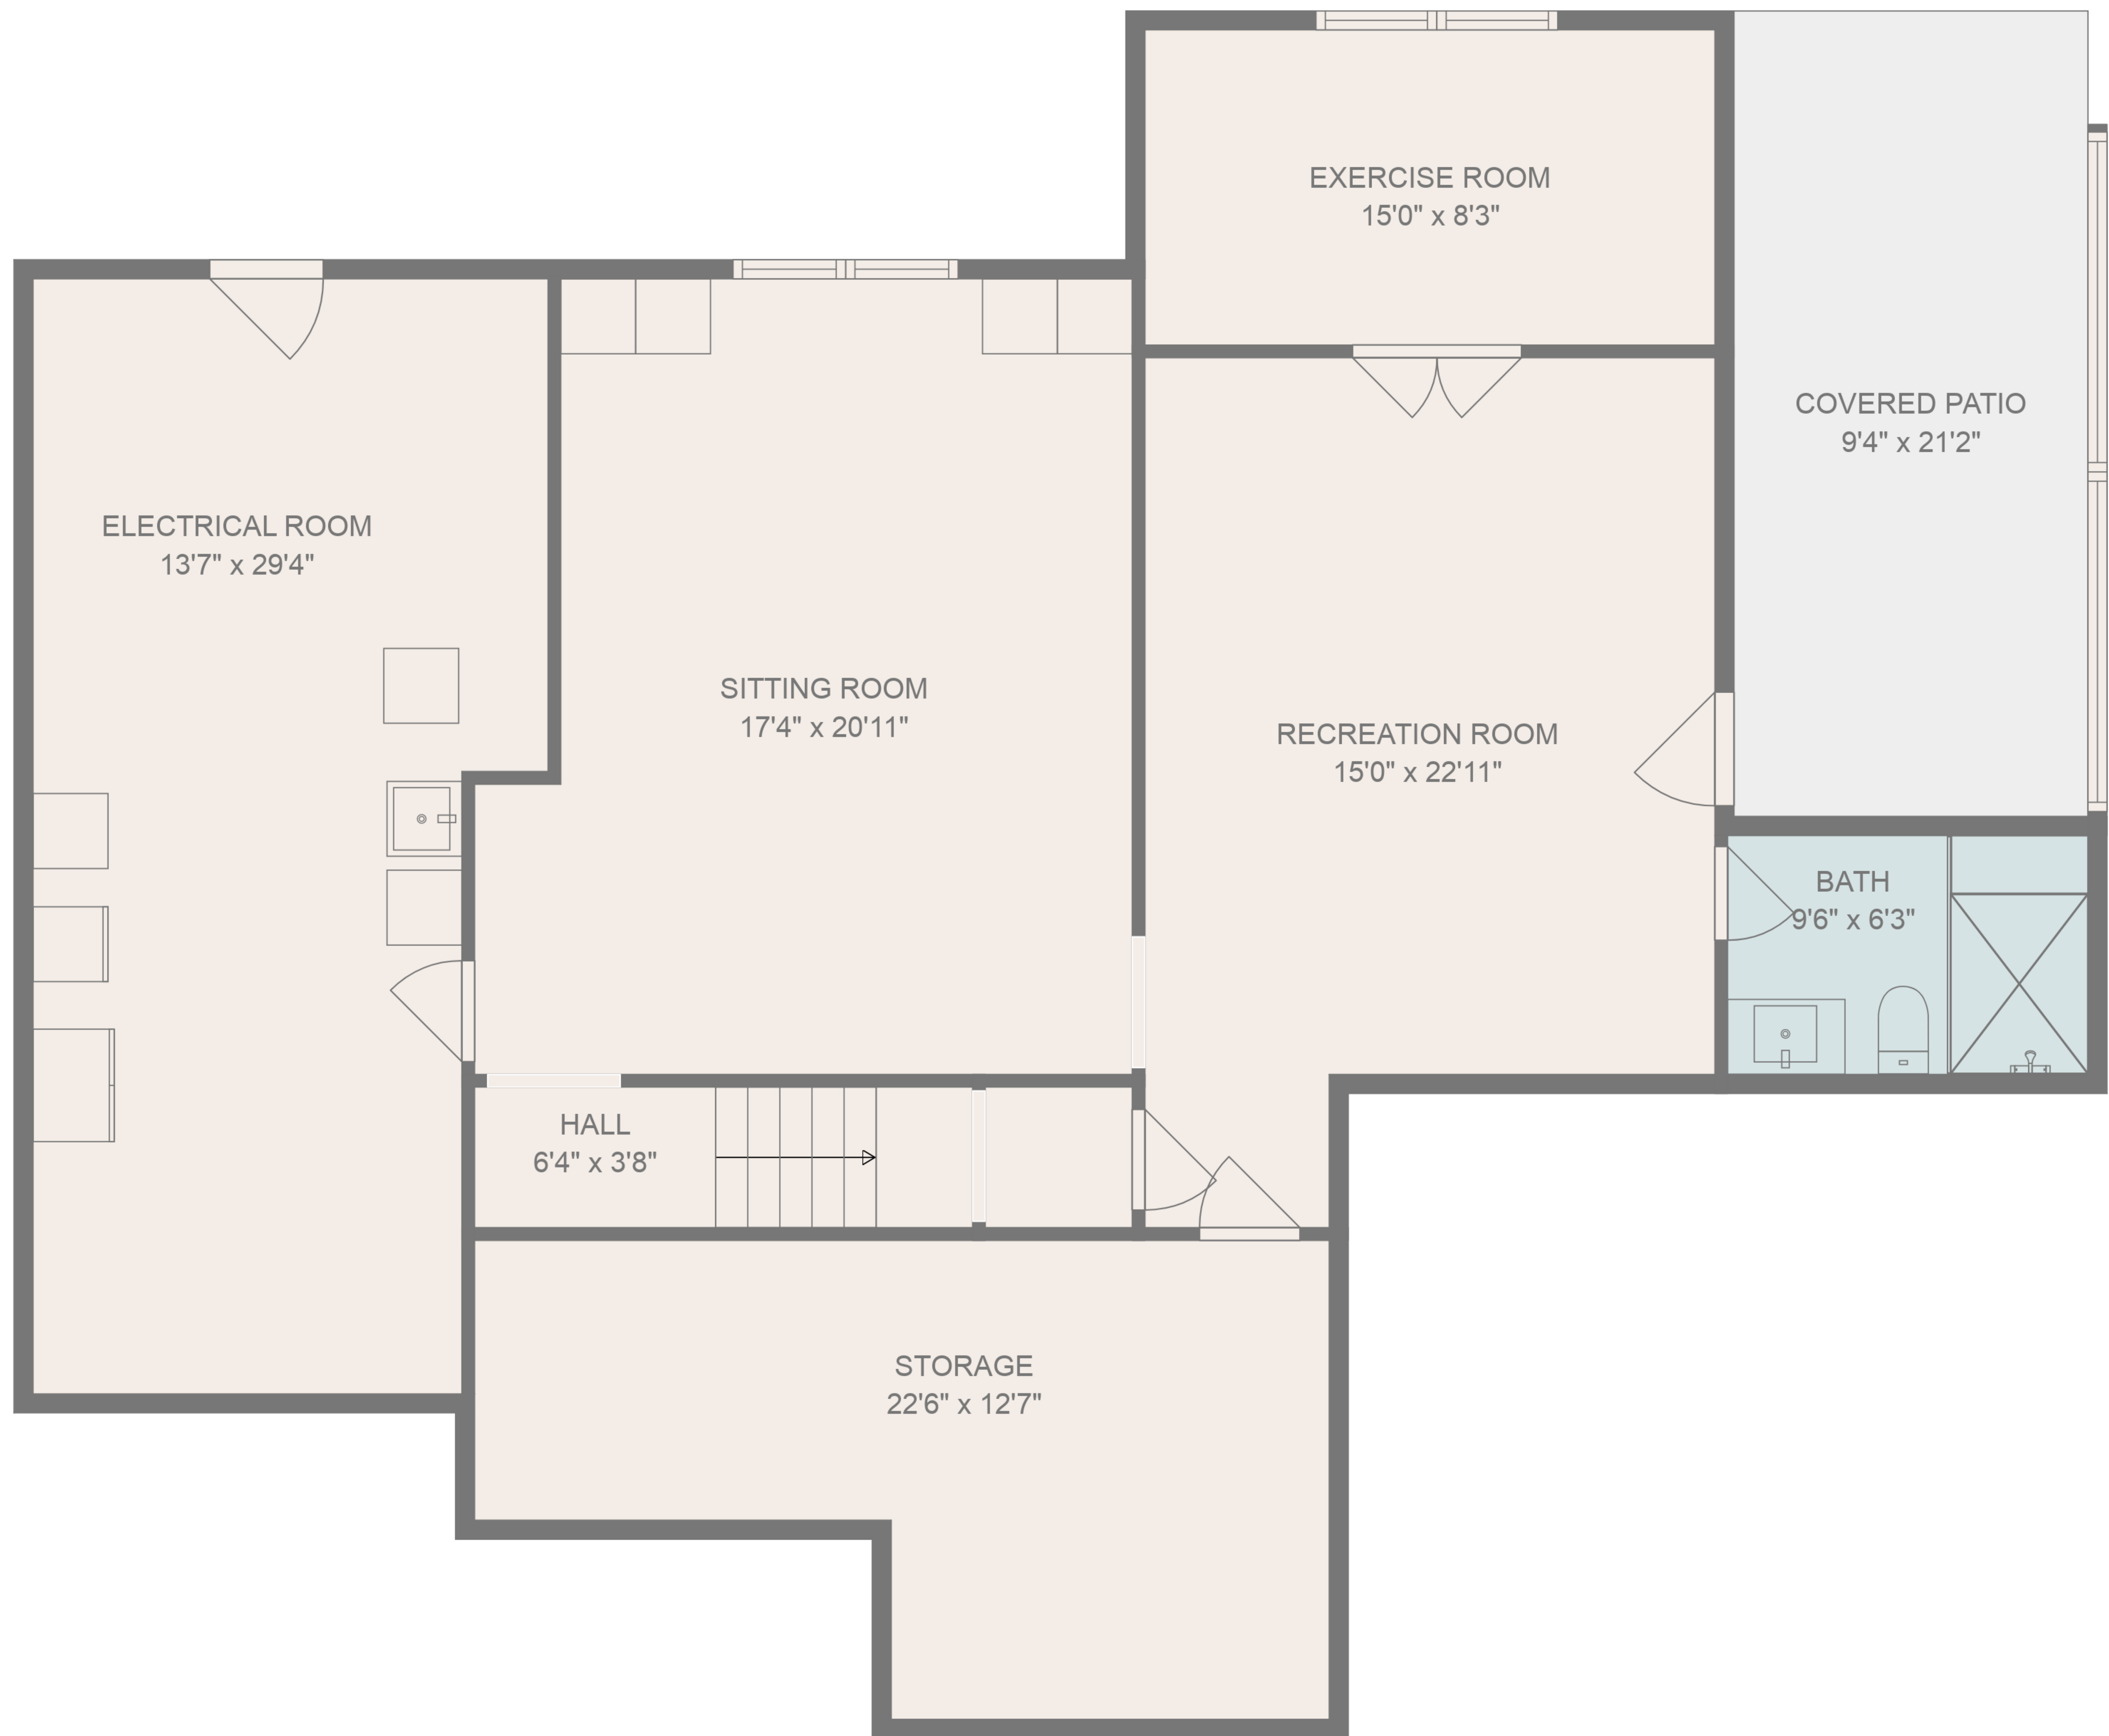 EXERCISE ROOM
15'0" x 8'3"
COVERED PATIO
9'4" x 21'2"
ELECTRICAL ROOM
13'7" x 29'4"
SITTING ROOM
17'4" x 20'11"
RECREATION ROOM
15'0" x 22'11"
BATH
9'6" x 6'3"
HALL
6'4" x 3'8"
STORAGE
22'6" x 12'7"